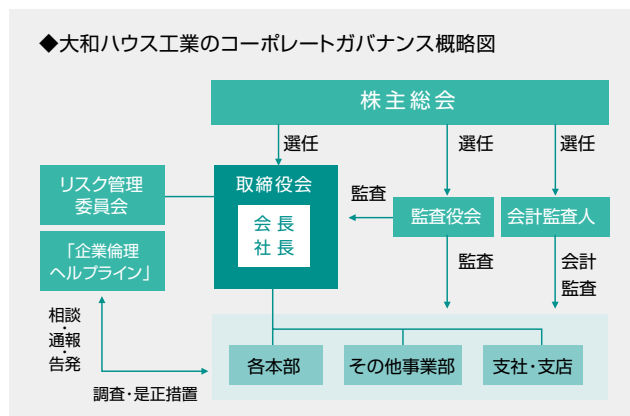 ◆大和ハウス工業のコーポレートガバナンス概略図
株主総会
選任
選任
選任
リスク管理
委員会
取締役会
会長
社長
監査
監査役会
会計監査人
「企業倫理
ヘルプライン」
監査
会計
監査
相談
・
通報
・
告発
各本部
その他事業部
支社・支店
調査・是正措置